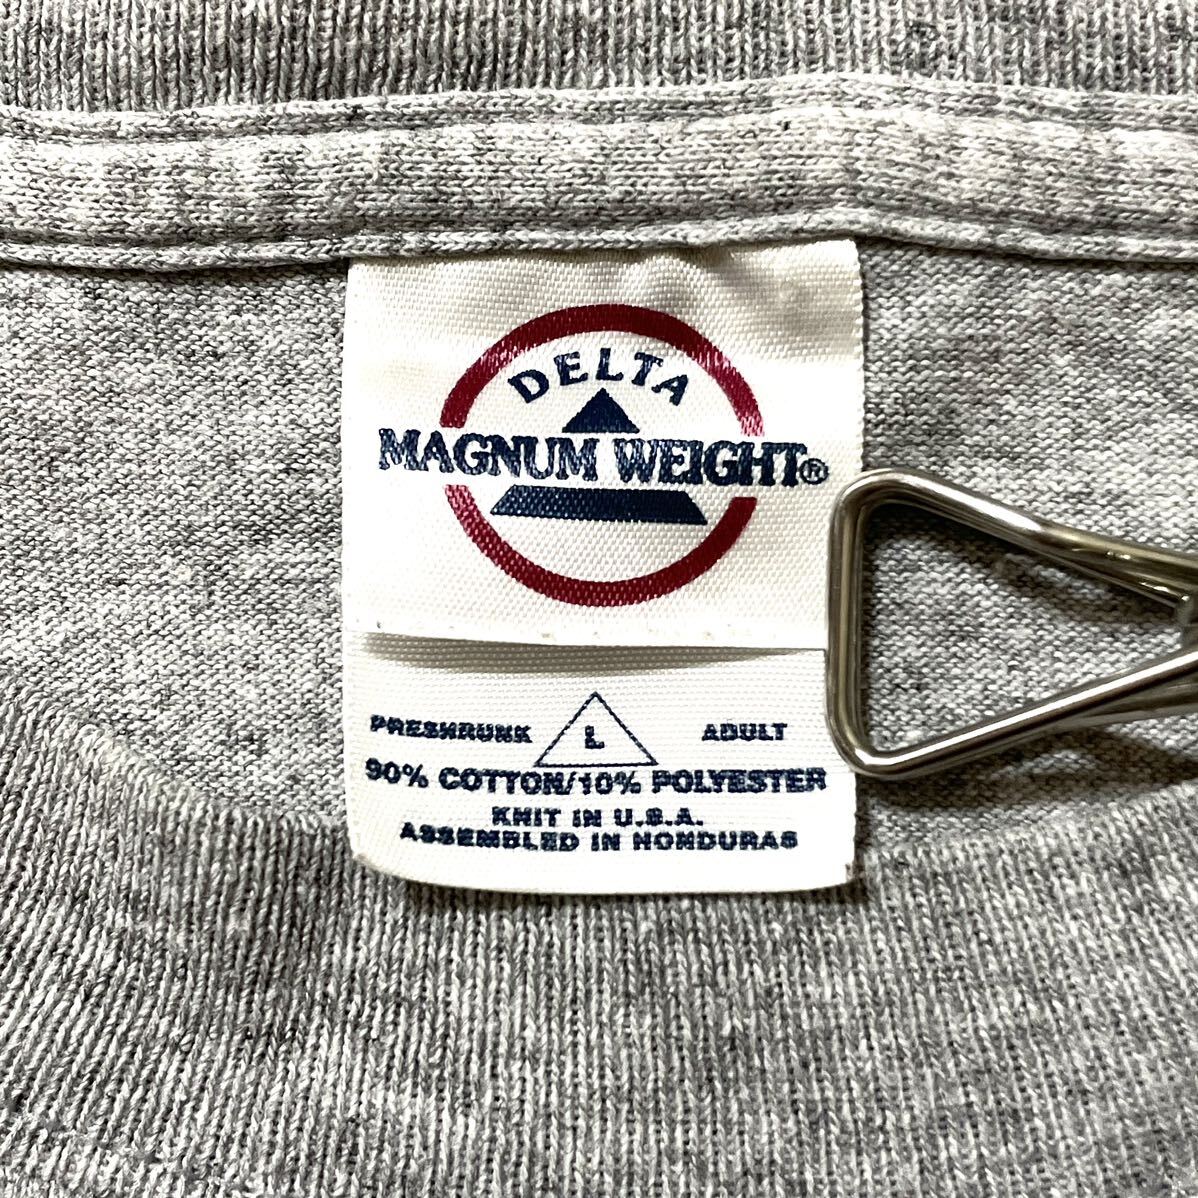 DELTA
MAGNUM WEIGHT®
PRESHRUNK L ADULT
90% COTTON/10% POLYESTER
KNIT IN U.S.A.
ASSEMBLED IN HONDURAS